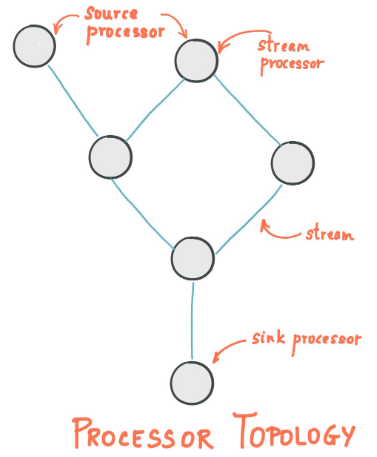 source
processor
stream
processor
stream
sink processor
PROCESSOR TOPOLOGY